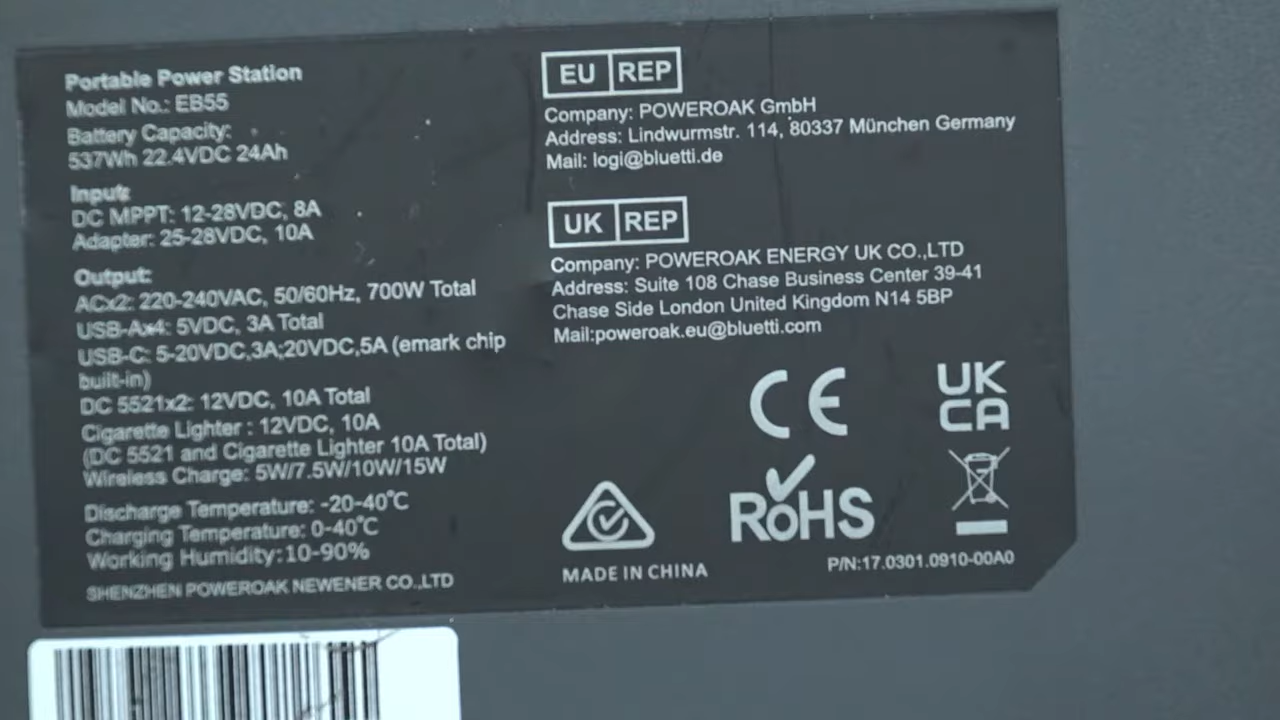 Portable Power Station
Model No.: EB55
Battery Capacity:
537Wh 22.4VDC 24Ah
Input:
DC MPPT: 12-28VDC, 8A
Adapter: 25-28VDC, 10A
Output:
ACx2: 220-240VAC, 50/60Hz, 700W Total
USB-Ax4: 5VDC, 3A Total
USB-C: 5-20VDC,3A;20VDC,5A (emark chip
built-in)
DC 5521x2: 12VDC, 10A Total
Cigarette Lighter : 12VDC, 10A
(DC 5521 and Cigarette Lighter 10A Total)
Wireless Charge: 5W/7.5W/10W/15W
Discharge Temperature: -20-40℃
Charging Temperature: 0-40℃
Working Humidity:10-90%
SHENZHEN POWEROAK NEWENER CO.,LTD
EU REP
Company: POWEROAK GmbH
Address: Lindwurmstr. 114, 80337 München Germany
Mail: logi@bluetti.de
UK REP
Company: POWEROAK ENERGY UK CO.,LTD
Address: Suite 108 Chase Business Center 39-41
Chase Side London United Kingdom N14 5BP
Mail:poweroak.eu@bluetti.com
CE
UK
CA
RoHS
MADE IN CHINA
P/N:17.0301.0910-00A0